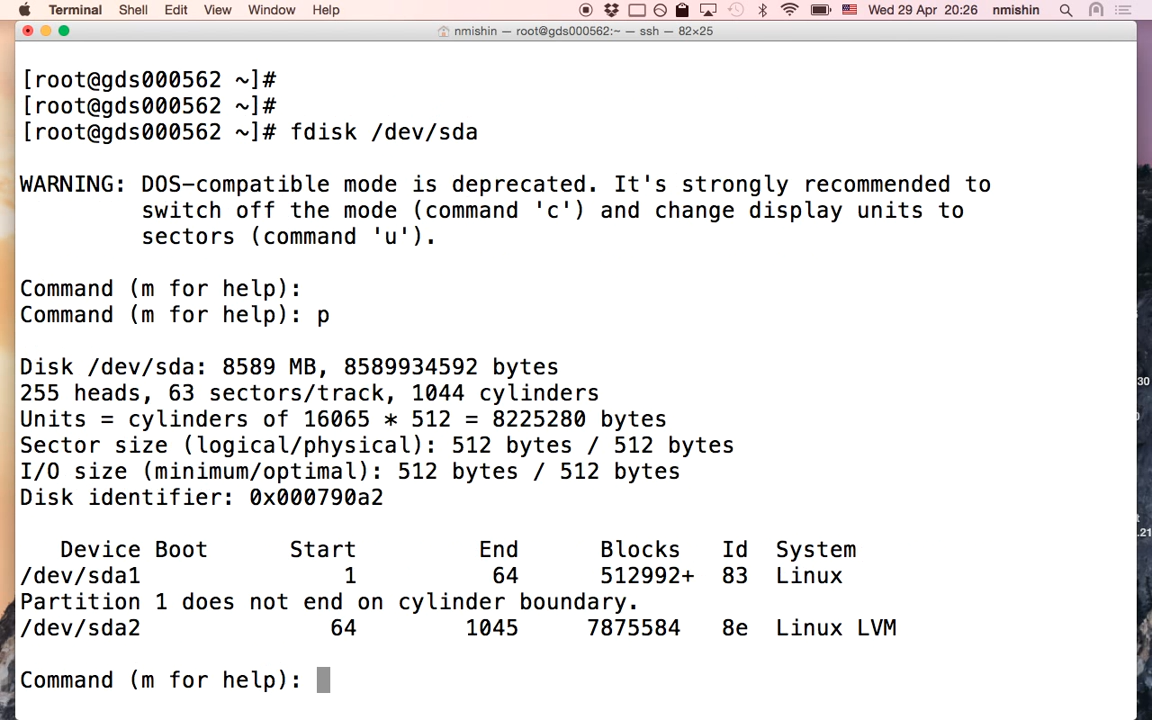 Terminal Shell Edit View Window Help Wed 29 Apr 20:26 nmishin
nmishin — root@gds000562:~ — ssh — 82×25
[root@gds000562 ~]#
[root@gds000562 ~]#
[root@gds000562 ~]# fdisk /dev/sda
WARNING: DOS-compatible mode is deprecated. It's strongly recommended to
switch off the mode (command 'c') and change display units to
sectors (command 'u').
Command (m for help):
Command (m for help): p
Disk /dev/sda: 8589 MB, 8589934592 bytes
255 heads, 63 sectors/track, 1044 cylinders
Units = cylinders of 16065 * 512 = 8225280 bytes
Sector size (logical/physical): 512 bytes / 512 bytes
I/O size (minimum/optimal): 512 bytes / 512 bytes
Disk identifier: 0x000790a2
Device Boot Start End Blocks Id System
/dev/sda1 1 64 512992+ 83 Linux
Partition 1 does not end on cylinder boundary.
/dev/sda2 64 1045 7875584 8e Linux LVM
Command (m for help):
30
.21